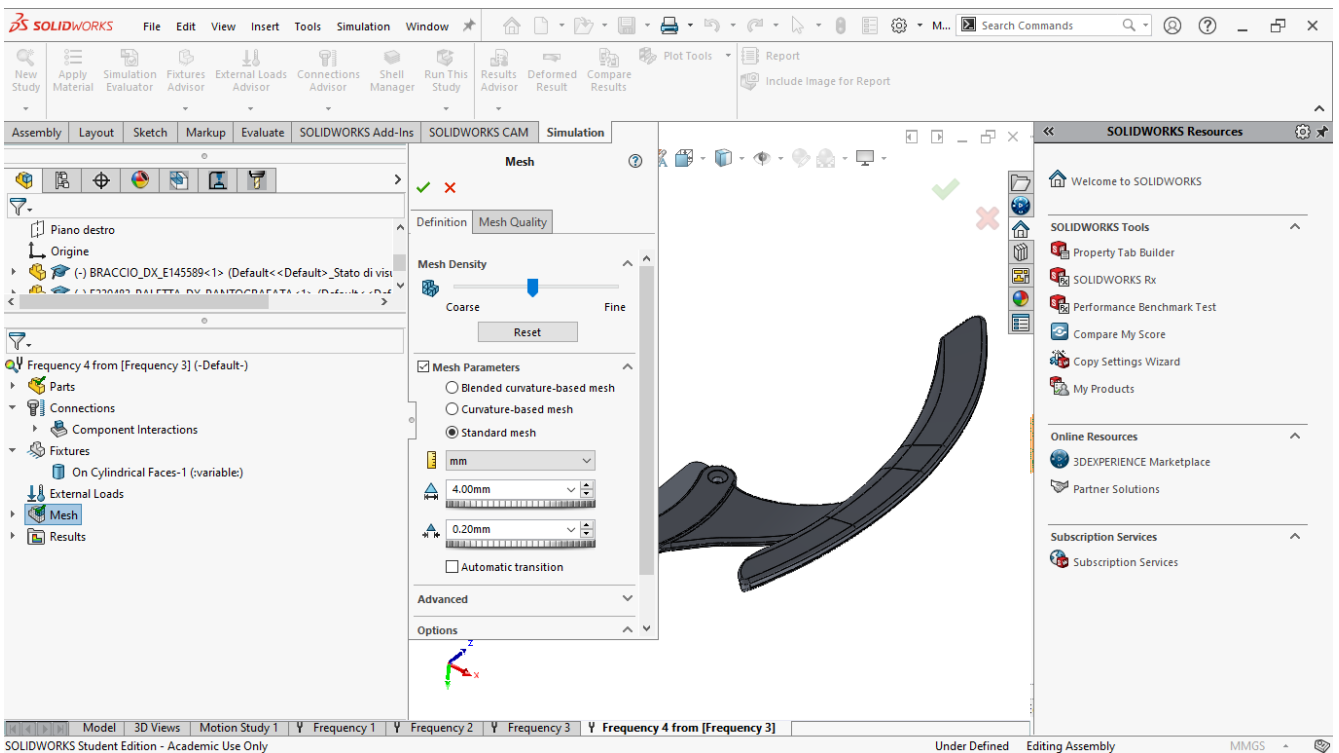 SOLIDWORKS File Edit View Insert Tools Simulation Window M... Search Commands
New Study
Apply Material
Simulation Evaluator
Fixtures Advisor
External Loads Advisor
Connections Advisor
Shell Manager
Run This Study
Results Advisor
Deformed Result
Compare Results
Plot Tools
Report
Include Image for Report
Assembly Layout Sketch Markup Evaluate SOLIDWORKS Add-Ins SOLIDWORKS CAM Simulation
Piano destro
Origine
(-) BRACCIO_DX_E145589<1> (Default<<Default>_Stato di visu
Frequency 4 from [Frequency 3] (-Default-)
Parts
Connections
Component Interactions
Fixtures
On Cylindrical Faces-1 (:variable:)
External Loads
Mesh
Results
Mesh
Definition Mesh Quality
Mesh Density
Coarse Fine
Reset
Mesh Parameters
Blended curvature-based mesh
Curvature-based mesh
Standard mesh
mm
4.00mm
0.20mm
Automatic transition
Advanced
Options
z
x
SOLIDWORKS Resources
Welcome to SOLIDWORKS
SOLIDWORKS Tools
Property Tab Builder
SOLIDWORKS Rx
Performance Benchmark Test
Compare My Score
Copy Settings Wizard
My Products
Online Resources
3DEXPERIENCE Marketplace
Partner Solutions
Subscription Services
Subscription Services
Model 3D Views Motion Study 1 Frequency 1 Frequency 2 Frequency 3 Frequency 4 from [Frequency 3]
SOLIDWORKS Student Edition - Academic Use Only Under Defined Editing Assembly MMGS